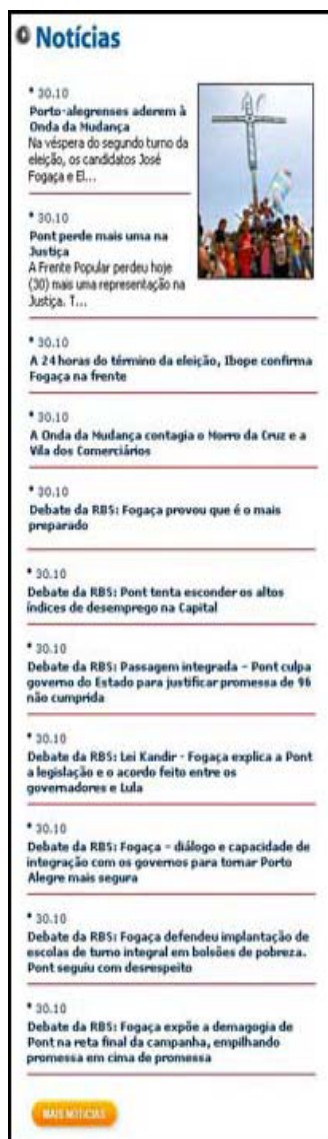 Notícias
* 30.10
Porto-alegrenses aderem à
Onda da Mudança
Na véspera do segundo turno da
eleição, os candidatos José
Fogaça e El...
* 30.10
Pont perde mais uma na
Justiça
A Frente Popular perdeu hoje
(30) mais uma representação na
Justiça. T...
* 30.10
A 24 horas do término da eleição, Ibope confirma
Fogaça na frente
* 30.10
A Onda da Mudança contagia o Morro da Cruz e a
Vila dos Comerciários
* 30.10
Debate da RBS: Fogaça provou que é o mais
preparado
* 30.10
Debate da RBS: Pont tenta esconder os altos
índices de desemprego na Capital
* 30.10
Debate da RBS: Passagem integrada - Pont culpa
governo do Estado para justificar promessa de 96
não cumprida
* 30.10
Debate da RBS: Lei Kandir - Fogaça explica a Pont
a legislação e o acordo feito entre os
governadores e Lula
* 30.10
Debate da RBS: Fogaça - diálogo e capacidade de
integração com os governos para tornar Porto
Alegre mais segura
* 30.10
Debate da RBS: Fogaça defendeu implantação de
escolas de turno integral em bolsões de pobreza.
Pont seguiu com desrespeito
* 30.10
Debate da RBS: Fogaça expõe a demagogia de
Pont na reta final da campanha, empilhando
promessa em cima de promessa
MAIS NOTÍCIAS